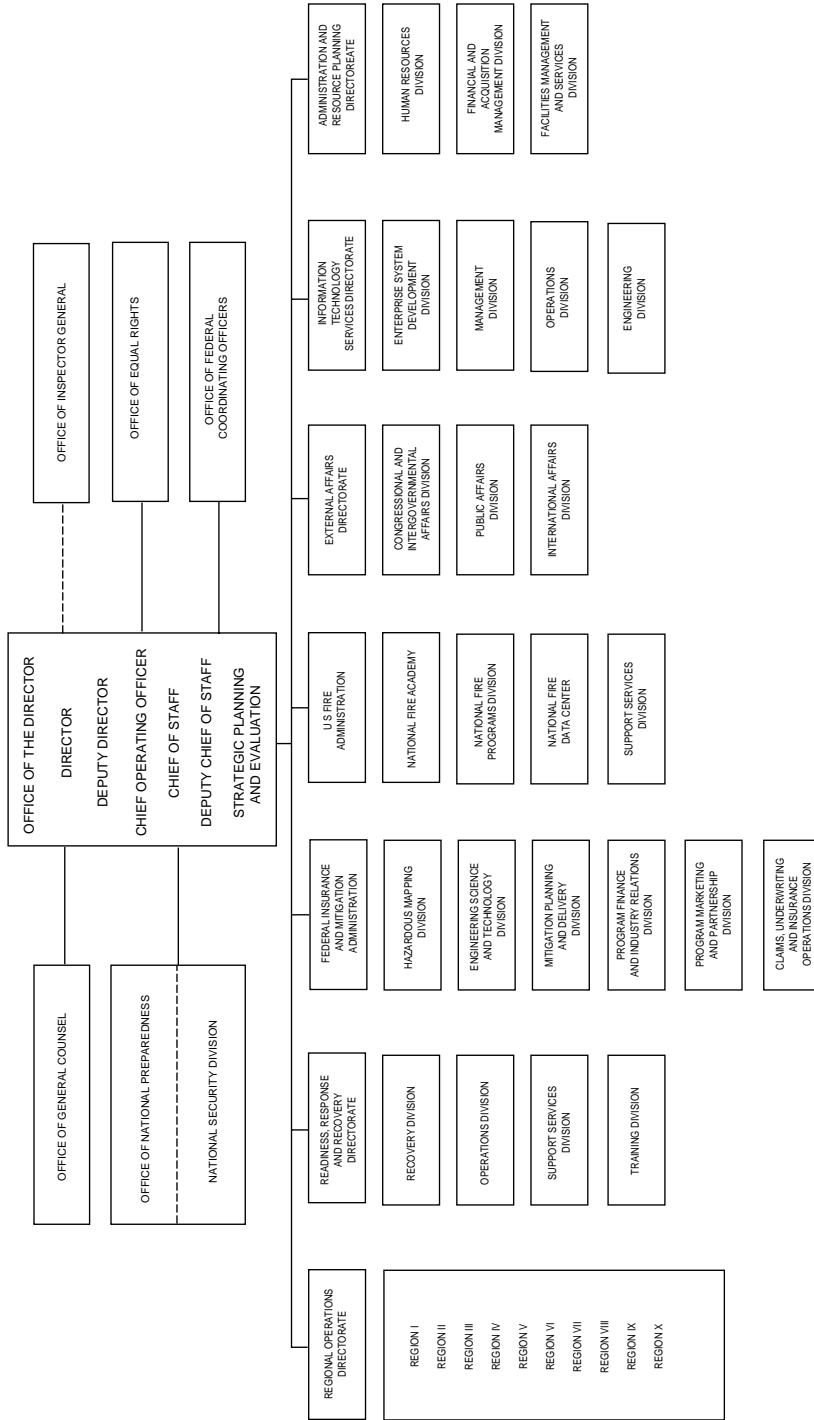 OFFICE OF THE DIRECTOR
DIRECTOR
DEPUTY DIRECTOR
CHIEF OPERATING OFFICER
CHIEF OF STAFF
DEPUTY CHIEF OF STAFF
STRATEGIC PLANNING
AND EVALUATION
OFFICE OF GENERAL COUNSEL
OFFICE OF NATIONAL PREPAREDNESS
NATIONAL SECURITY DIVISION
OFFICE OF INSPECTOR GENERAL
OFFICE OF EQUAL RIGHTS
OFFICE OF FEDERAL
COORDINATING OFFICERS
REGIONAL OPERATIONS
DIRECTORATE
REGION I
REGION II
REGION III
REGION IV
REGION V
REGION VI
REGION VII
REGION VIII
REGION IX
REGION X
READINESS, RESPONSE
AND RECOVERY
DIRECTORATE
RECOVERY DIVISION
OPERATIONS DIVISION
SUPPORT SERVICES
DIVISION
TRAINING DIVISION
FEDERAL INSURANCE
AND MITIGATION
ADMINISTRATION
HAZARDOUS MAPPING
DIVISION
ENGINEERING SCIENCE
AND TECHNOLOGY
DIVISION
MITIGATION PLANNING
AND DELIVERY
DIVISION
PROGRAM FINANCE
AND INDUSTRY RELATIONS
DIVISION
PROGRAM MARKETING
AND PARTNERSHIP
DIVISION
CLAIMS, UNDERWRITING
AND INSURANCE
OPERATIONS DIVISION
U S FIRE
ADMINISTRATION
NATIONAL FIRE ACADEMY
NATIONAL FIRE
PROGRAMS DIVISION
NATIONAL FIRE
DATA CENTER
SUPPORT SERVICES
DIVISION
EXTERNAL AFFAIRS
DIRECTORATE
CONGRESSIONAL AND
INTERGOVERNMENTAL
AFFAIRS DIVISION
PUBLIC AFFAIRS
DIVISION
INTERNATIONAL AFFAIRS
DIVISION
INFORMATION
TECHNOLOGY
SERVICES DIRECTORATE
ENTERPRISE SYSTEM
DEVELOPMENT
DIVISION
MANAGEMENT
DIVISION
OPERATIONS
DIVISION
ENGINEERING
DIVISION
ADMINISTRATION AND
RESOURCE PLANNING
DIRECTOREATE
HUMAN RESOURCES
DIVISION
FINANCIAL AND
ACQUISITION
MANAGEMENT DIVISION
FACILITIES MANAGEMENT
AND SERVICES
DIVISION